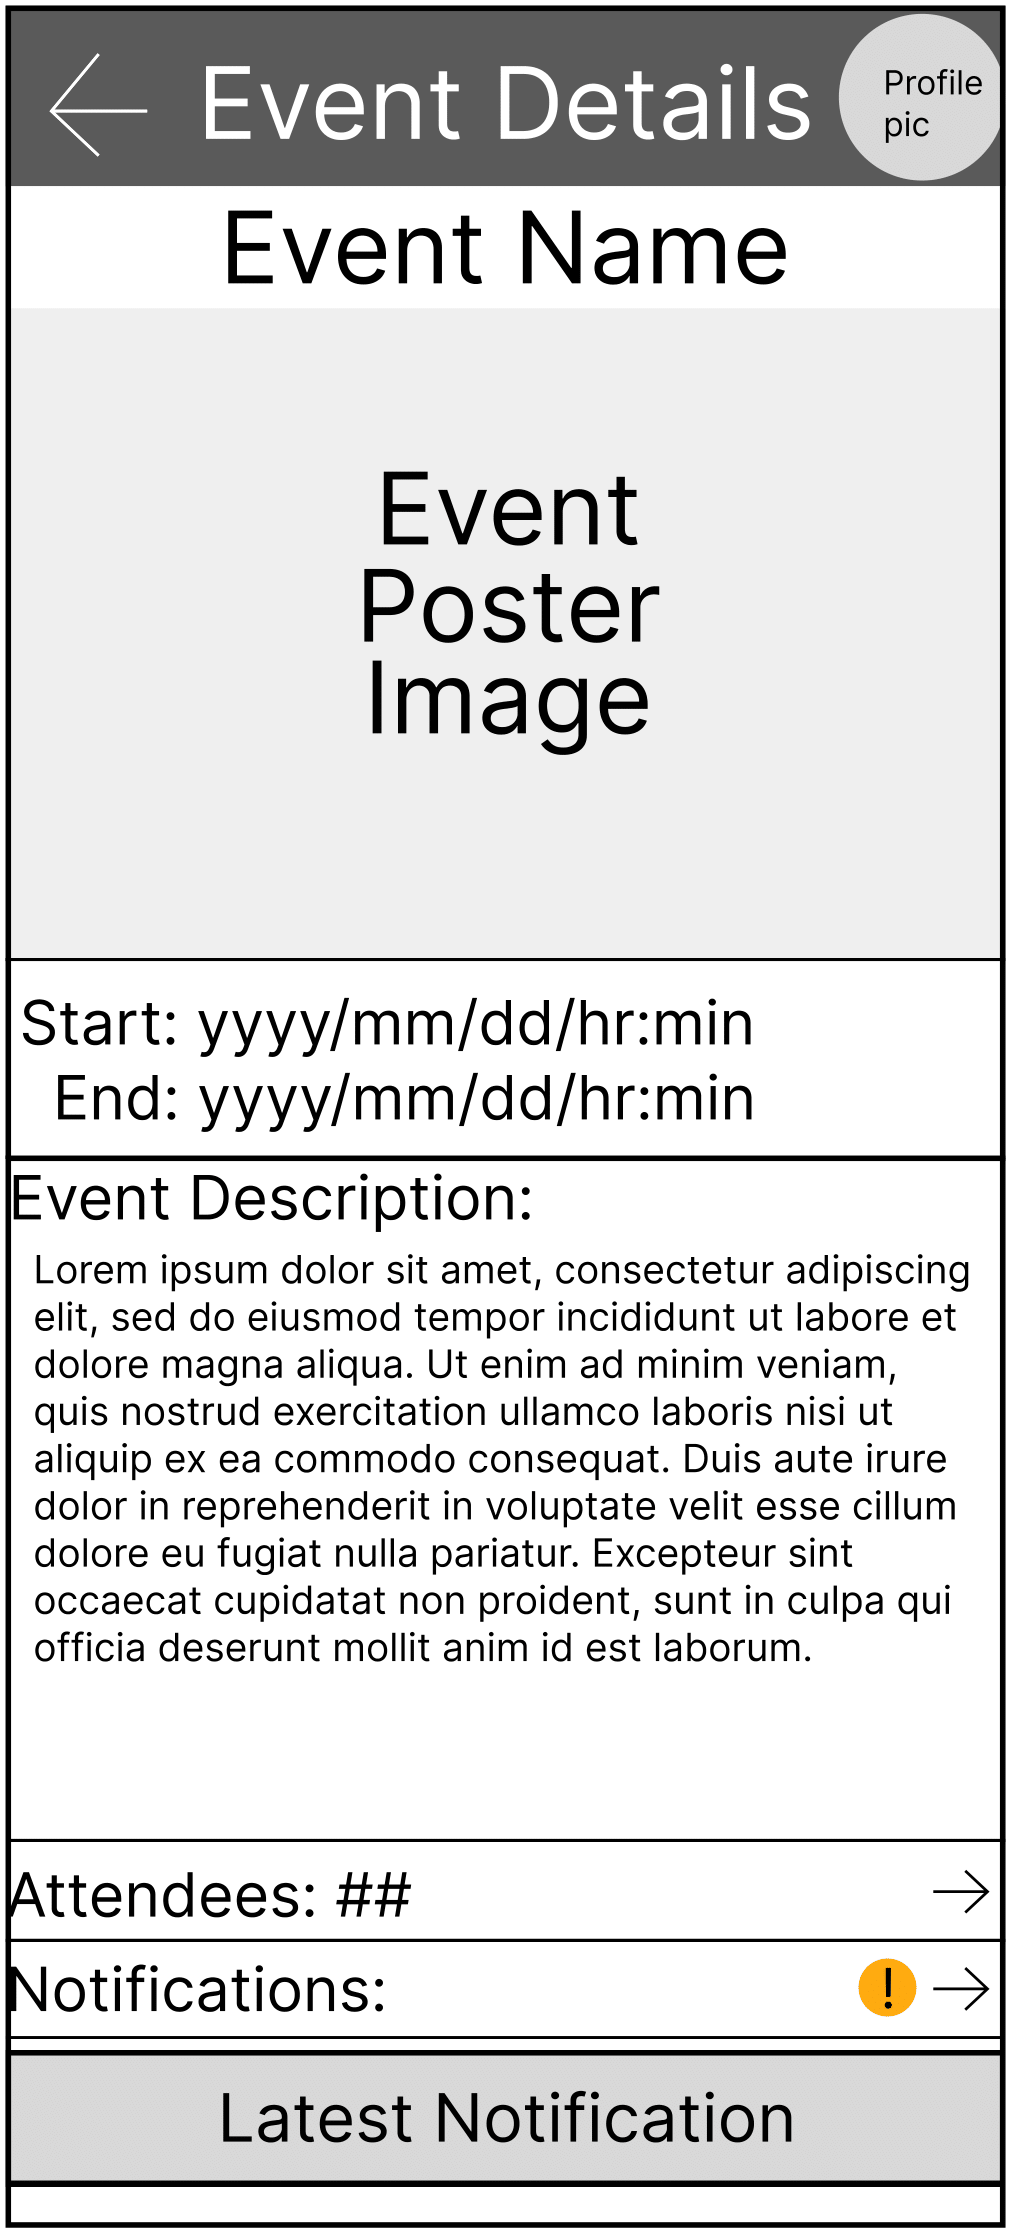 Event Details
Profile
pic
Event Name
Event
Poster
Image
Start: yyyy/mm/dd/hr:min
End: yyyy/mm/dd/hr:min
Event Description:
Lorem ipsum dolor sit amet, consectetur adipiscing
elit, sed do eiusmod tempor incididunt ut labore et
dolore magna aliqua. Ut enim ad minim veniam,
quis nostrud exercitation ullamco laboris nisi ut
aliquip ex ea commodo consequat. Duis aute irure
dolor in reprehenderit in voluptate velit esse cillum
dolore eu fugiat nulla pariatur. Excepteur sint
occaecat cupidatat non proident, sunt in culpa qui
officia deserunt mollit anim id est laborum.
Attendees: ##
Notifications: !
Latest Notification